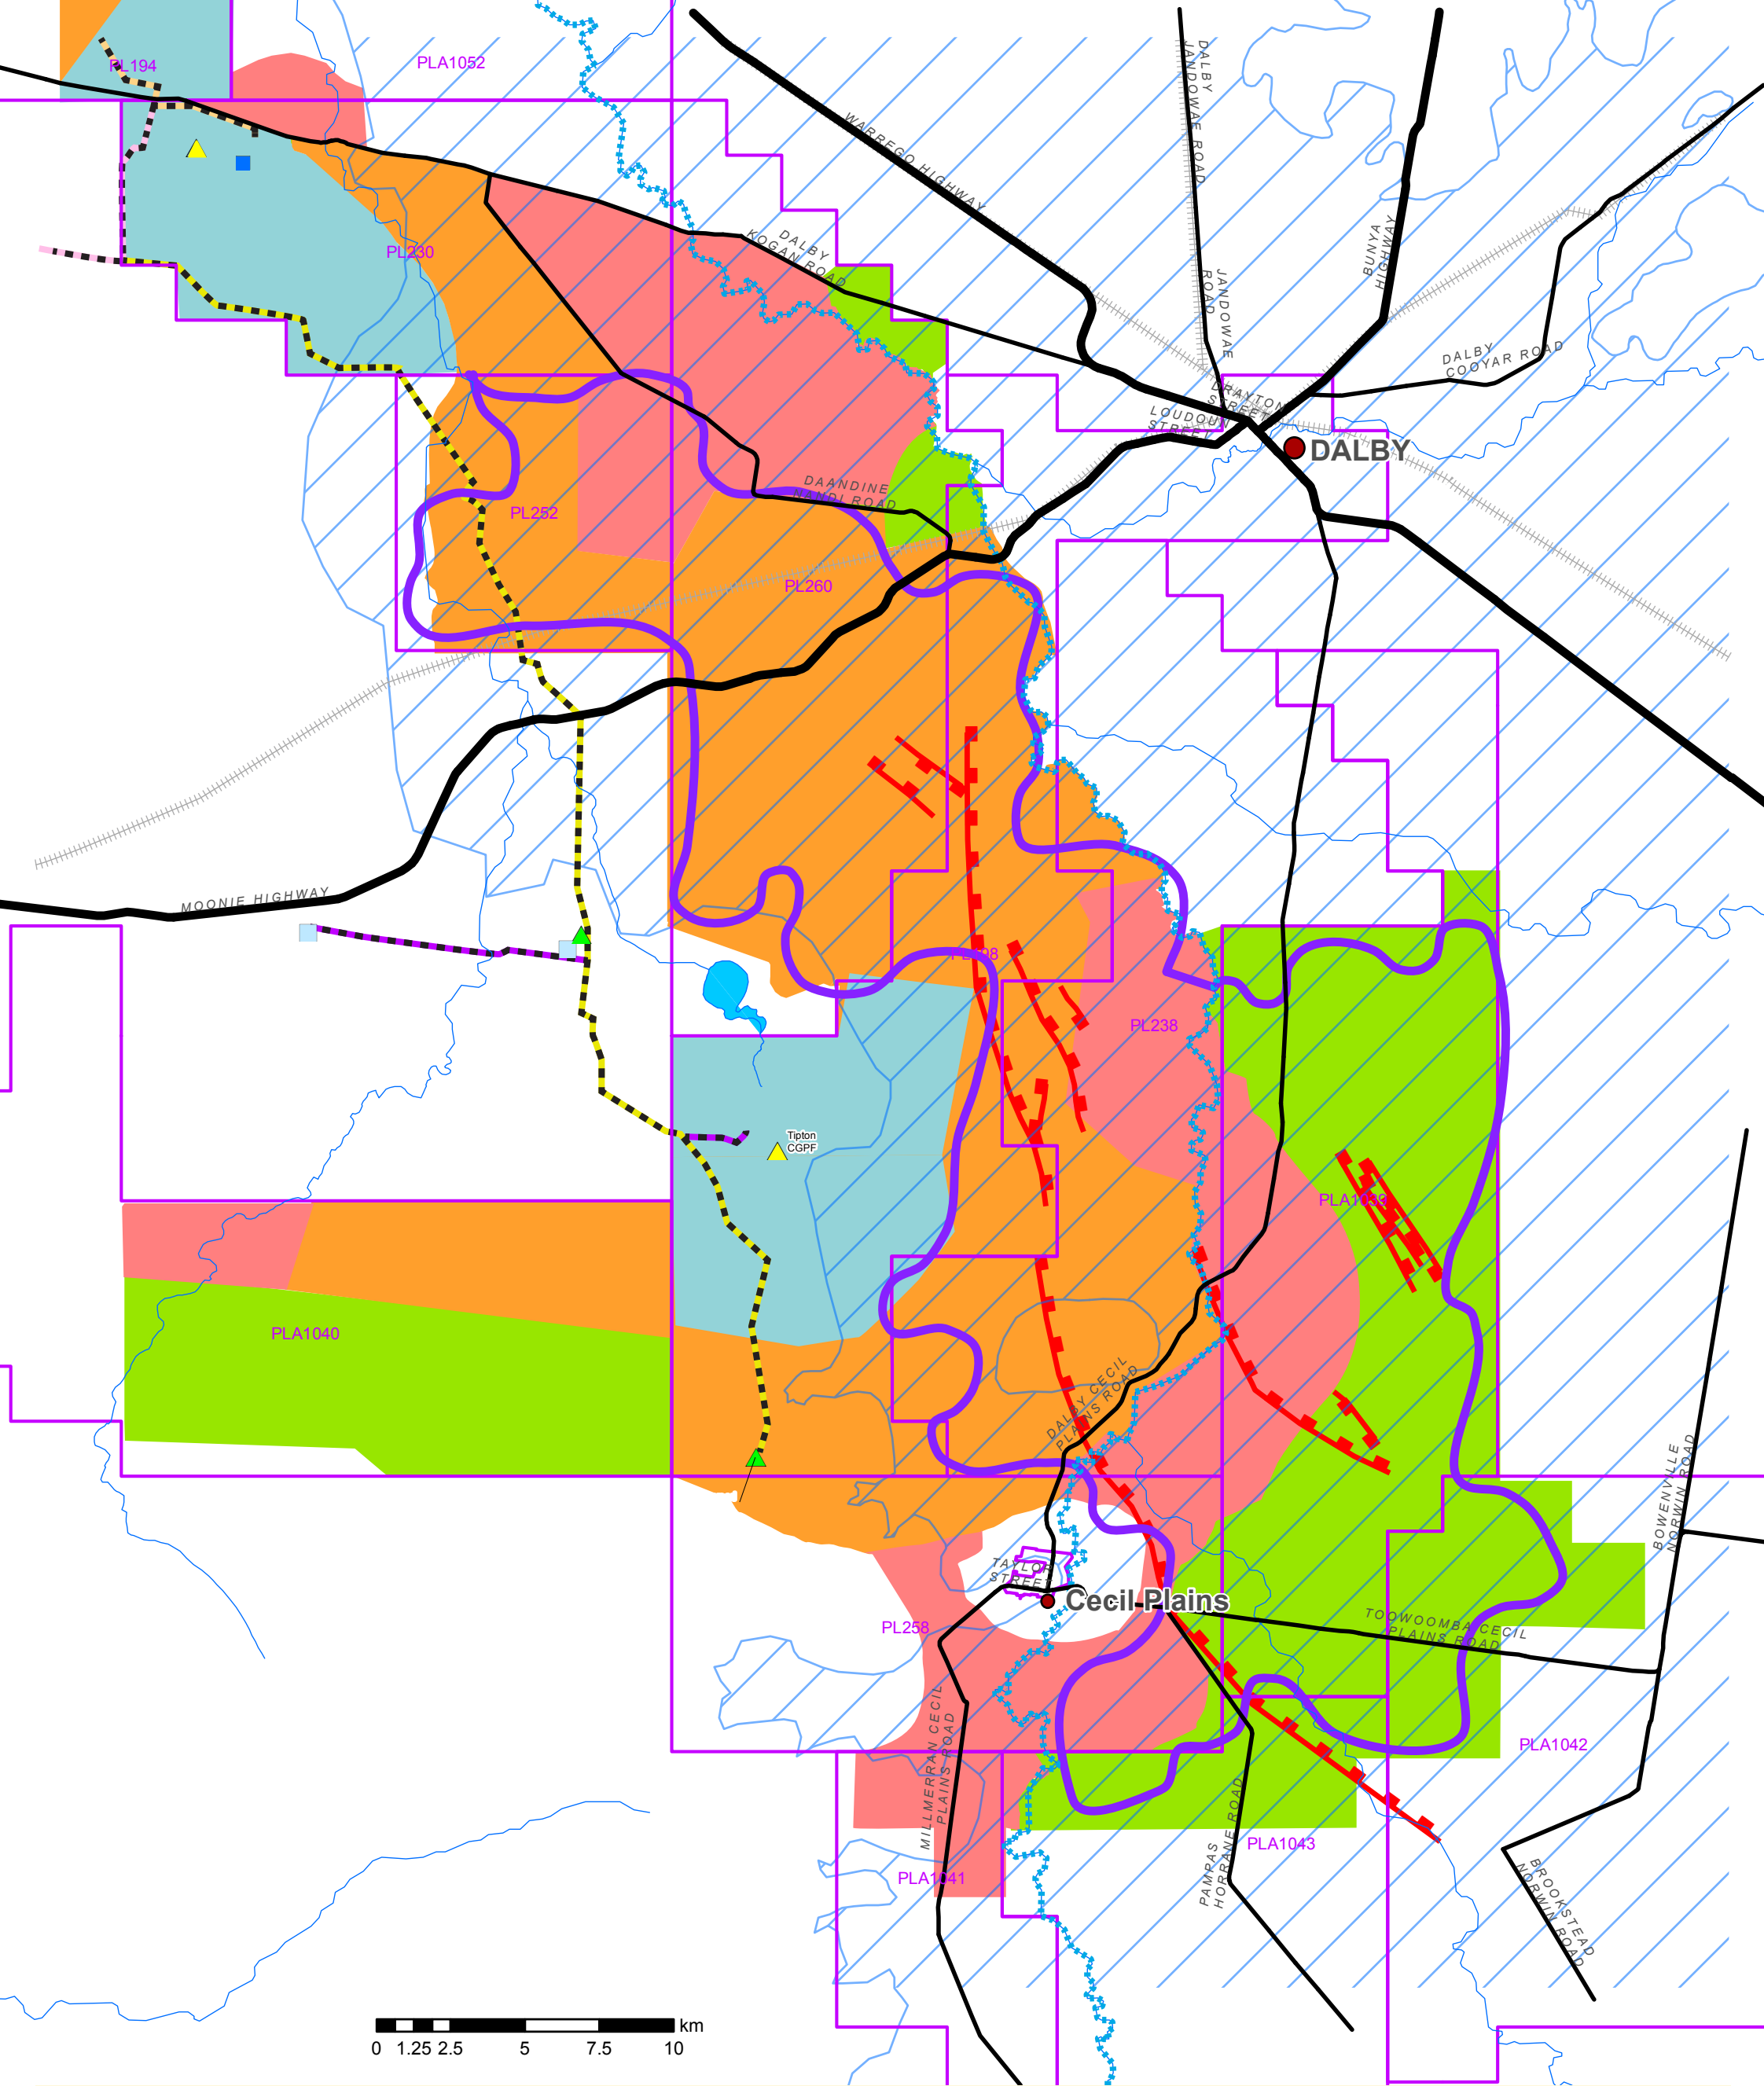 PL194
PLA1052
DALBY
JANDOWAE ROAD
WARREGO HIGHWAY
BUNYA
HIGHWAY
DALBY
KOGAN ROAD
PL230
JANDOWAE
ROAD
DALBY
COOYAR ROAD
DRAYTON
STREET
LOUDOUN
STREET
DALBY
DAANDINE
NANDI ROAD
PL252
PL260
MOONIE HIGHWAY
PL198
PL238
Tipton
CGPF
PLA1039
PLA1040
DALBY CECIL
PLAINS ROAD
BOWENVILLE
NORWIN ROAD
TAYLOR
STREET
Cecil Plains
PL258
TOOWOOMBA CECIL
PLAINS ROAD
MILLMERRAN CECIL
PLAINS ROAD
PLA1042
PAMPAS
HORRANE ROAD
PLA1043
PLA1041
BROOKSTEAD
NORWIN ROAD
km
0 1.25 2.5 5 7.5 10